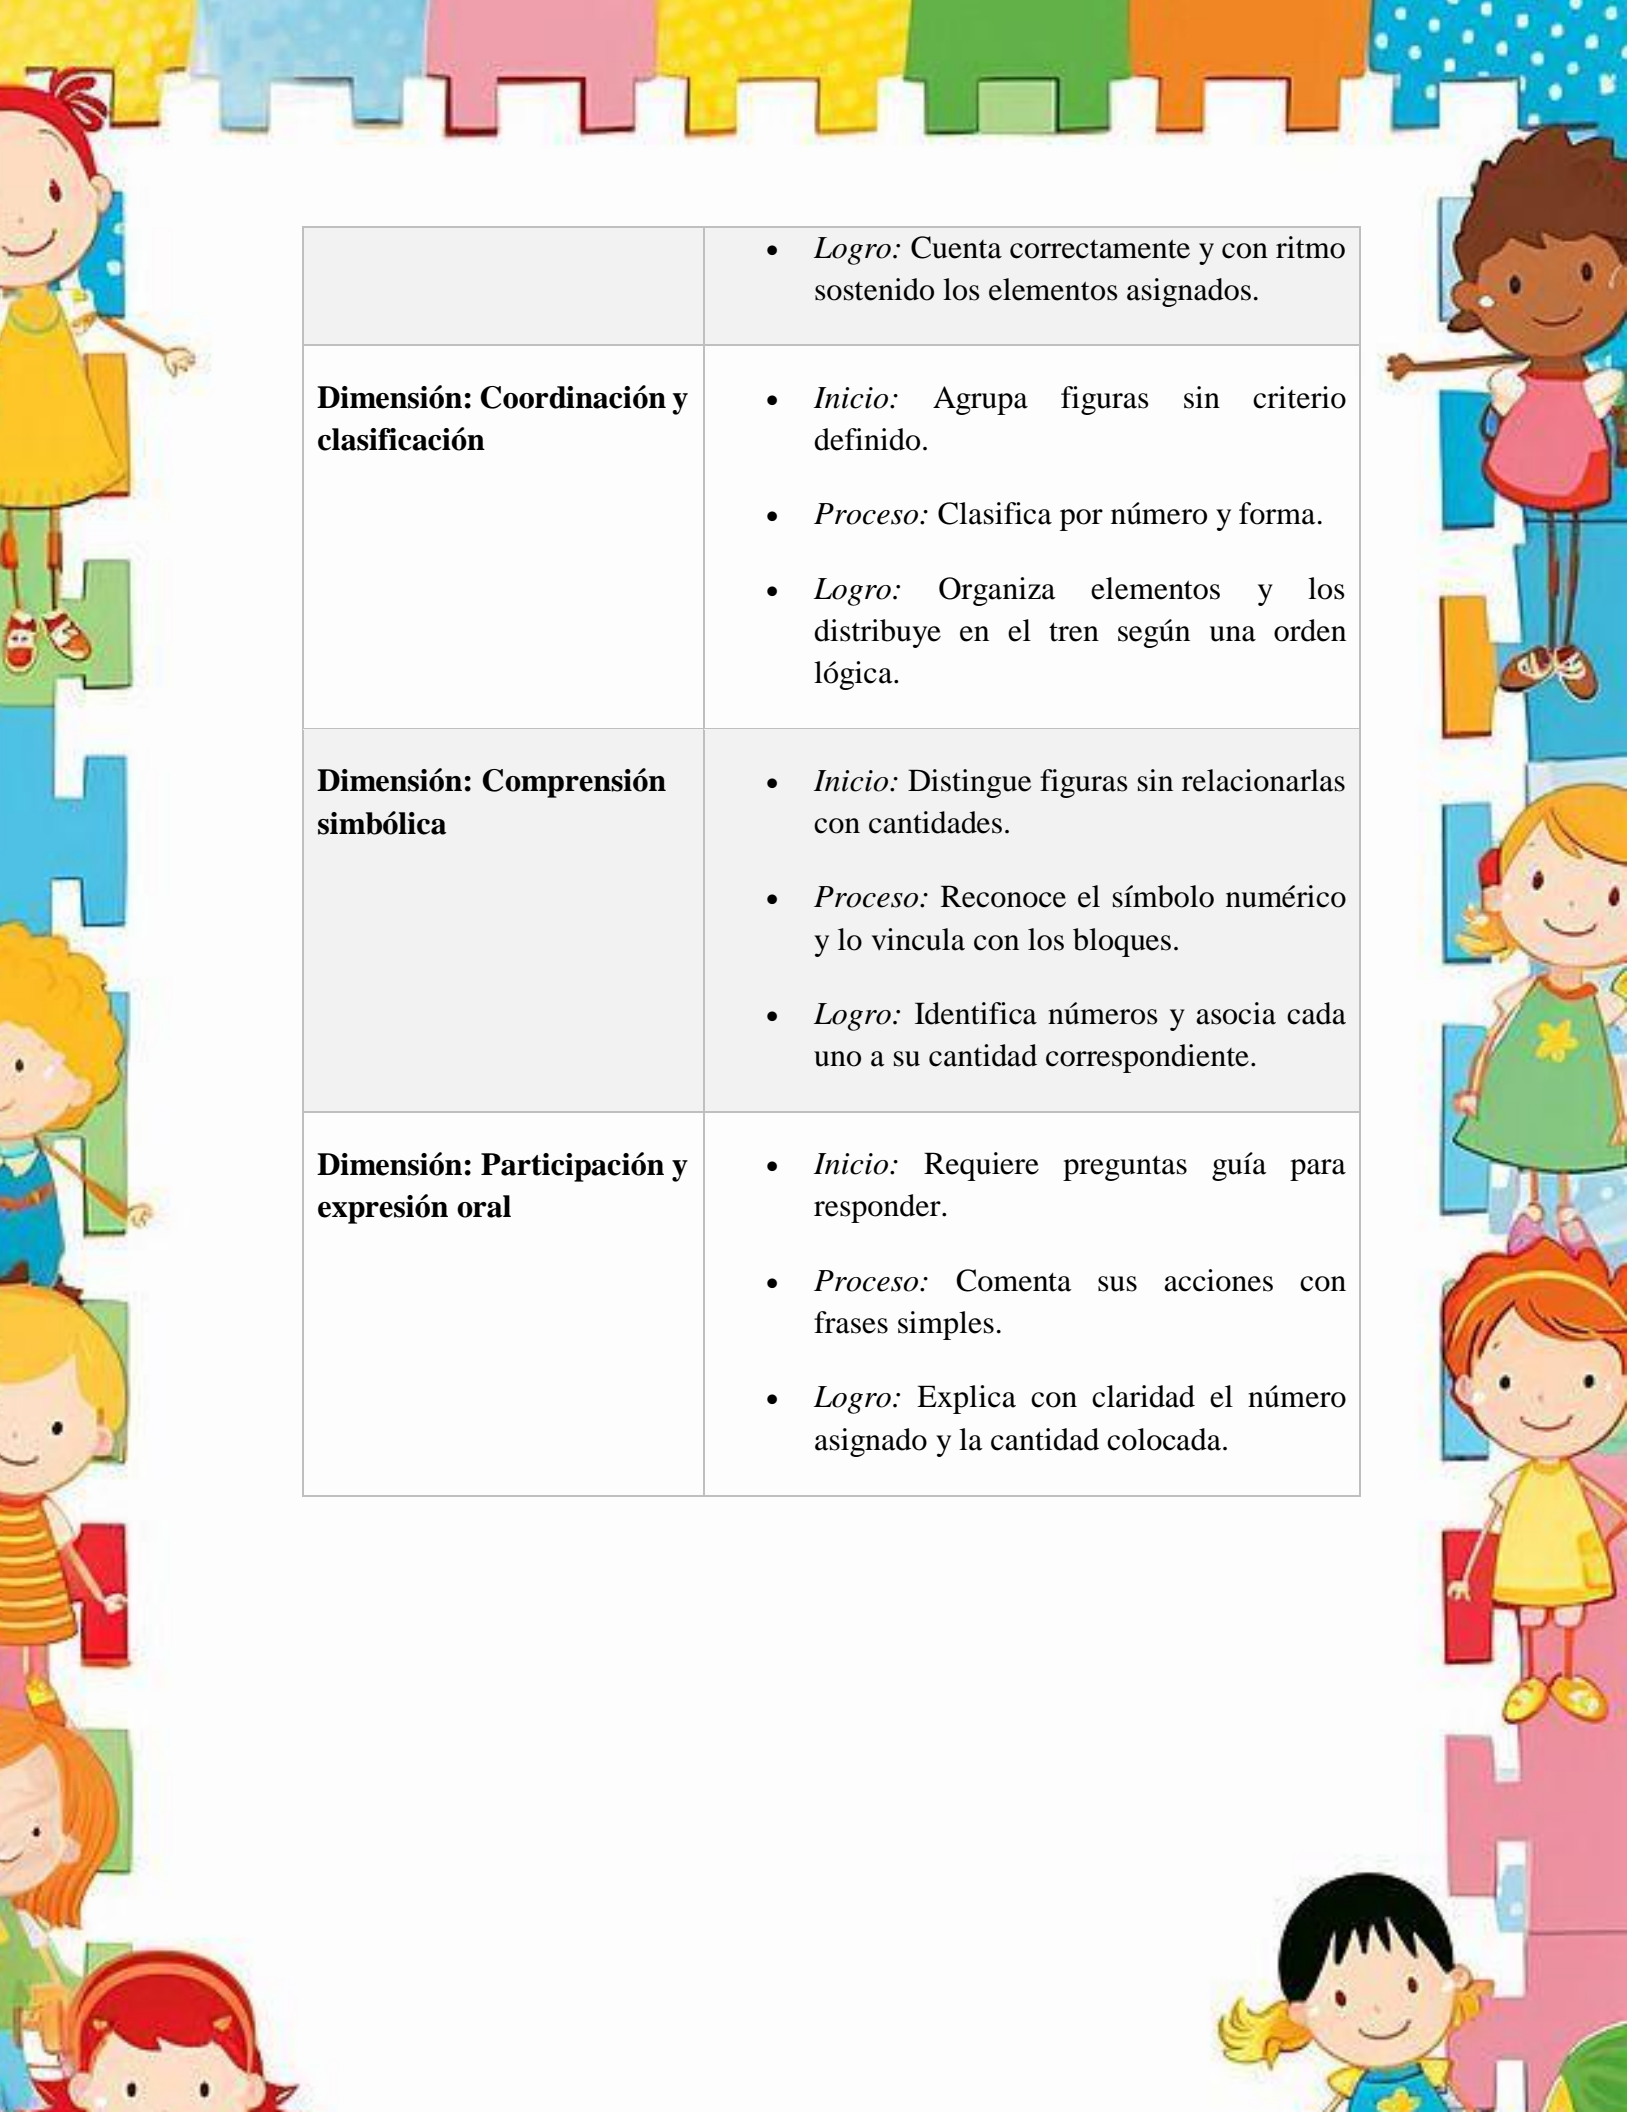 • Logro: Cuenta correctamente y con ritmo
sostenido los elementos asignados.
Dimensión: Coordinación y
clasificación
• Inicio: Agrupa figuras sin criterio
definido.
• Proceso: Clasifica por número y forma.
• Logro: Organiza elementos y los
distribuye en el tren según una orden
lógica.
Dimensión: Comprensión
simbólica
• Inicio: Distingue figuras sin relacionarlas
con cantidades.
• Proceso: Reconoce el símbolo numérico
y lo vincula con los bloques.
• Logro: Identifica números y asocia cada
uno a su cantidad correspondiente.
Dimensión: Participación y
expresión oral
• Inicio: Requiere preguntas guía para
responder.
• Proceso: Comenta sus acciones con
frases simples.
• Logro: Explica con claridad el número
asignado y la cantidad colocada.